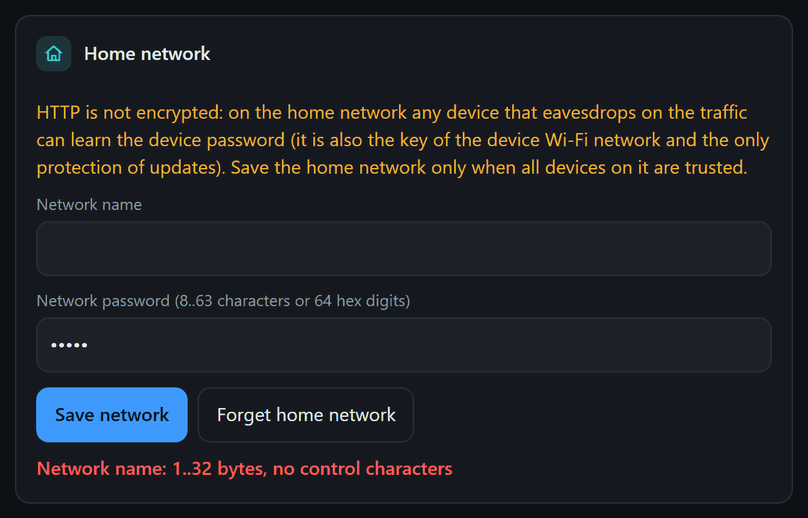 Home network
HTTP is not encrypted: on the home network any device that eavesdrops on the traffic
can learn the device password (it is also the key of the device Wi-Fi network and the only
protection of updates). Save the home network only when all devices on it are trusted.
Network name
Network password (8..63 characters or 64 hex digits)
•••••
Save network Forget home network
Network name: 1..32 bytes, no control characters